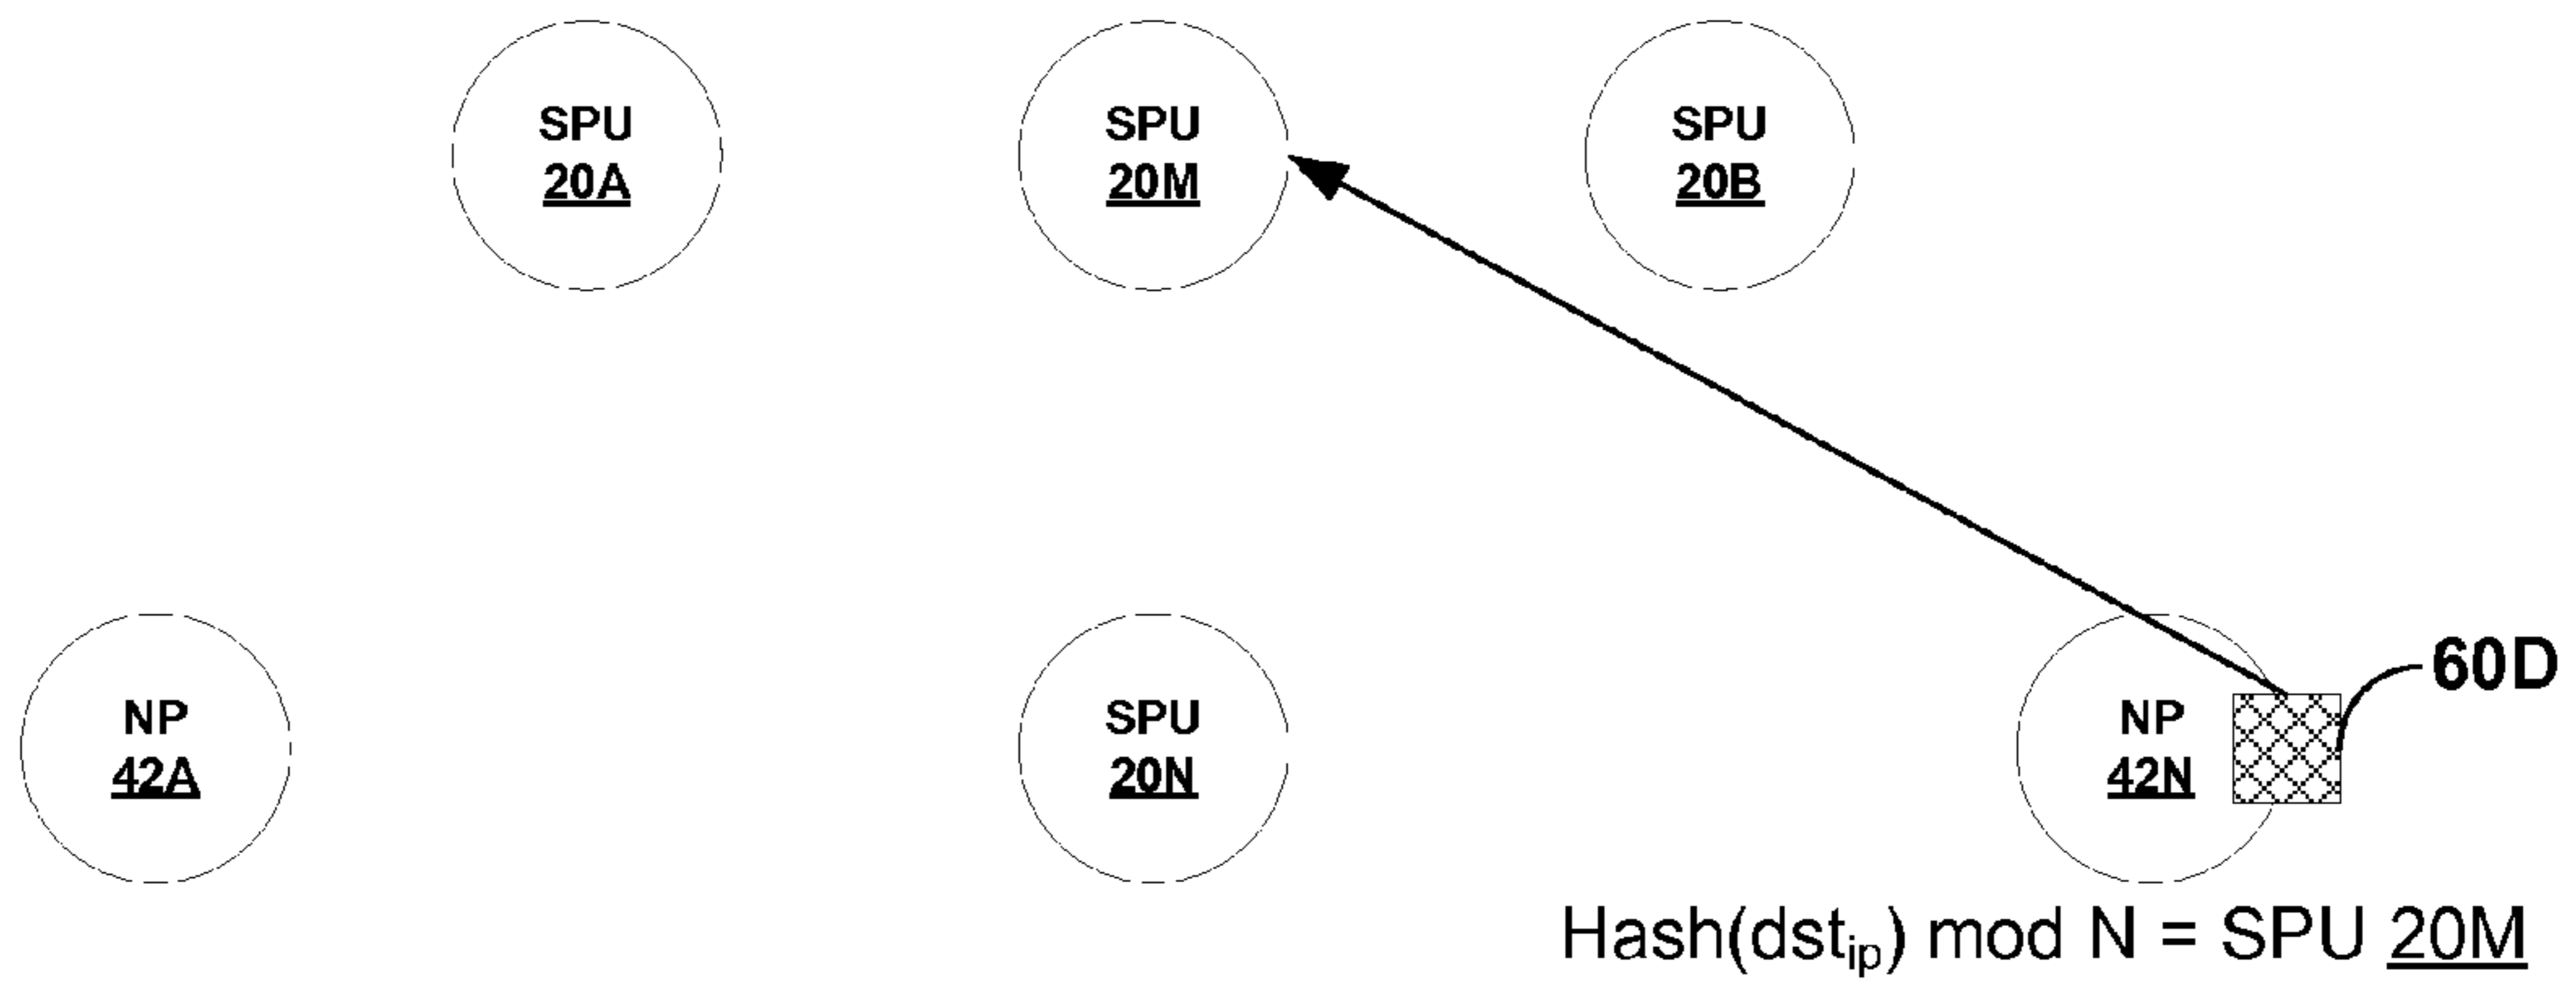 SPU
20A
SPU
20M
SPU
20B
NP
42A
SPU
20N
NP
42N
60D
Hash(dstip) mod N = SPU 20M